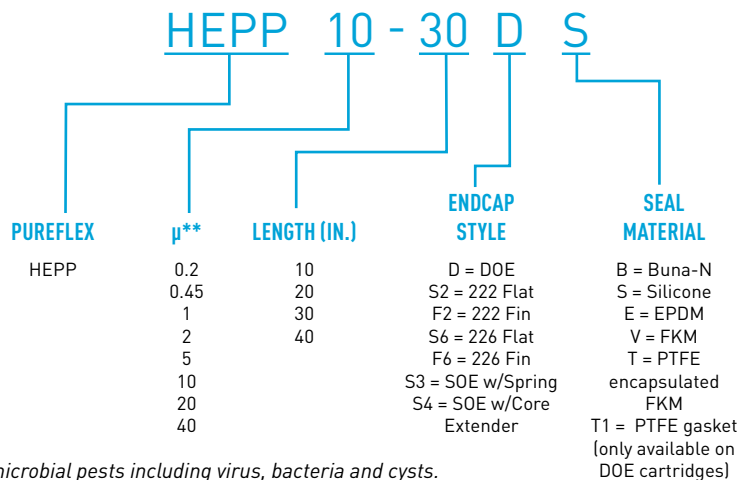 HEPP 10 - 30 D S
PUREFLEX
HEPP
µ**
0.2
0.45
1
2
5
10
20
40
LENGTH (IN.)
10
20
30
40
ENDCAP
STYLE
D = DOE
S2 = 222 Flat
F2 = 222 Fin
S6 = 226 Flat
F6 = 226 Fin
S3 = SOE w/Spring
S4 = SOE w/Core
Extender
SEAL
MATERIAL
B = Buna-N
S = Silicone
E = EPDM
V = FKM
T = PTFE
encapsulated
FKM
T1 = PTFE gasket
(only available on
DOE cartridges)
microbial pests including virus, bacteria and cysts.